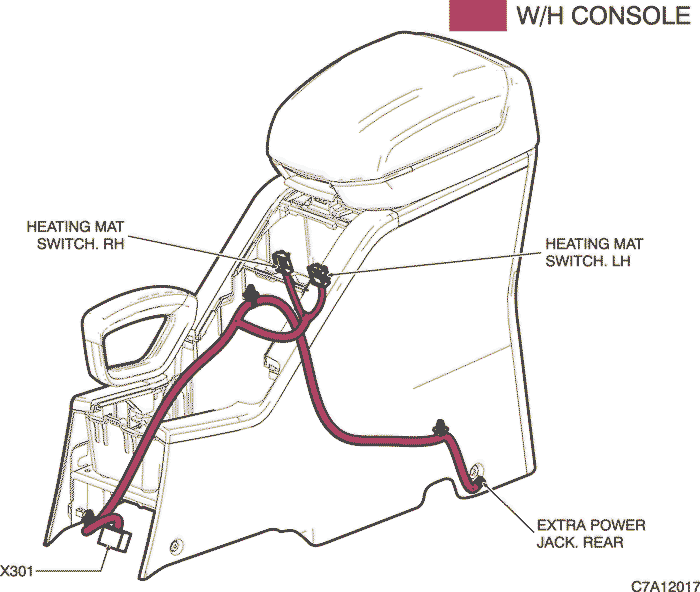 W/H CONSOLE
HEATING MAT
SWITCH. RH
HEATING MAT
SWITCH. LH
EXTRA POWER
JACK. REAR
X301
C7A12017